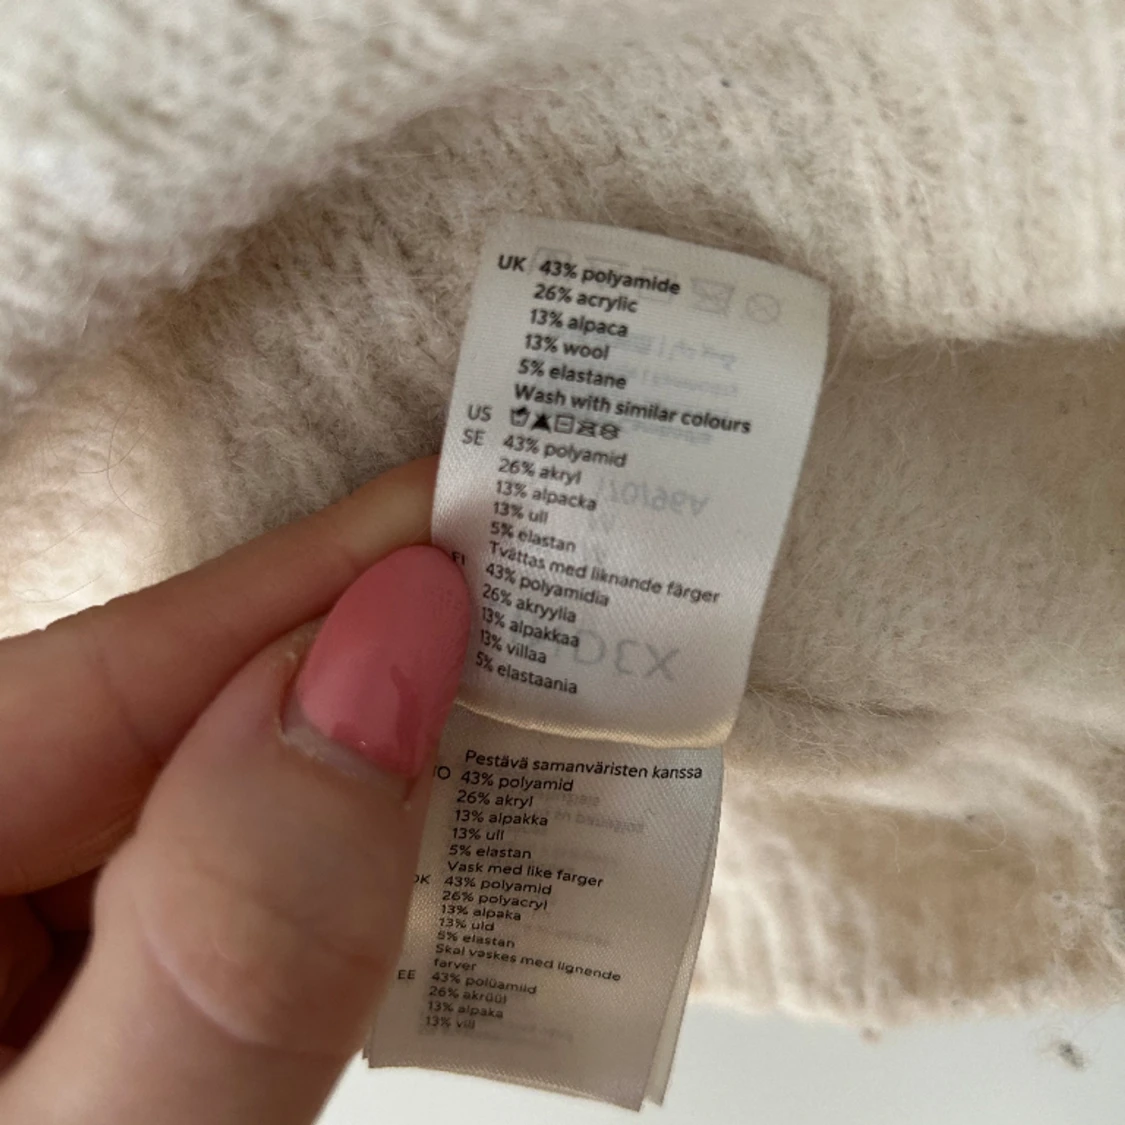 UK 43% polyamide
26% acrylic
13% alpaca
13% wool
5% elastane
Wash with similar colours
US
SE 43% polyamid
26% akryl
13% alpacka
13% ull
5% elastan
Tvättas med liknande färger
FI 43% polyamidia
26% akryylia
13% alpakkaa
13% villaa
5% elastaania
Pestävä samanväristen kanssa
43% polyamid
26% akryl
13% alpakka
13% ull
5% elastan
Vask med like farger
DK 43% polyamid
26% polyacryl
13% alpaka
13% uld
5% elastan
Skal vaskes med lignende
farver
EE 43% polüamiid
26% akrüül
13% alpaka
13% vill